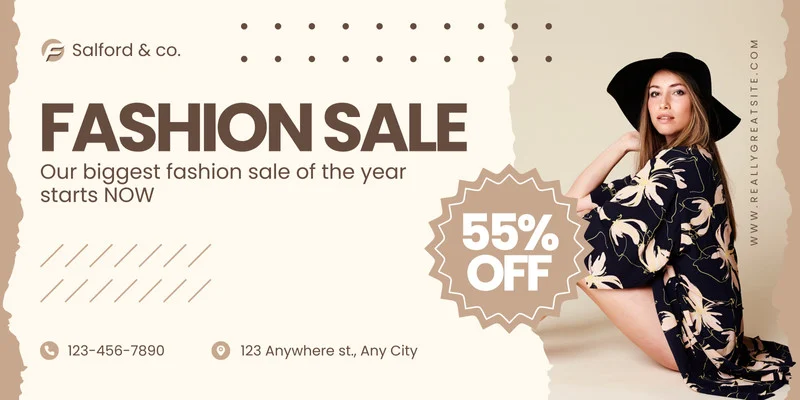 Salford & co.
FASHION SALE
Our biggest fashion sale of the year
starts NOW
55%
OFF
123-456-7890
123 Anywhere st., Any City
WWW.REALLYGREATSITE.COM